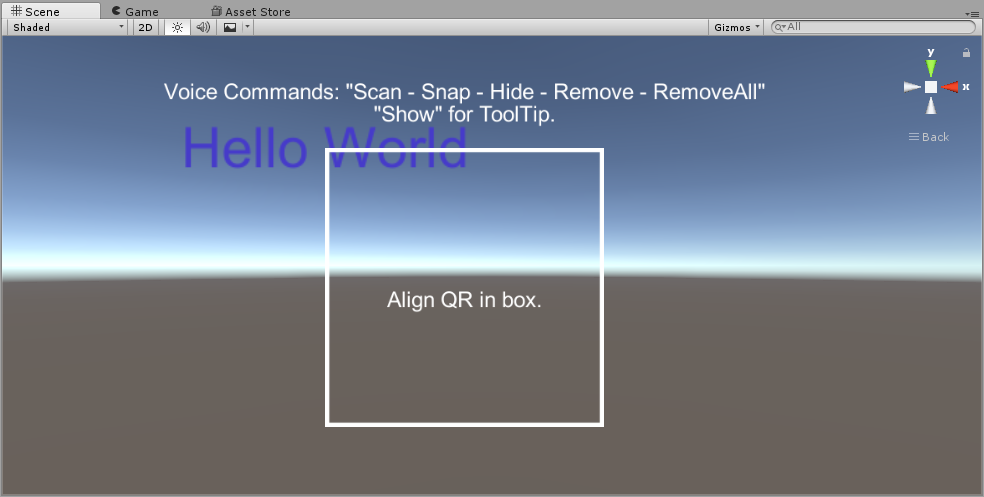 Scene Game Asset Store
Shaded 2D Gizmos All
y
x
Back
Voice Commands: "Scan - Snap - Hide - Remove - RemoveAll"
"Show" for ToolTip.
Hello World
Align QR in box.